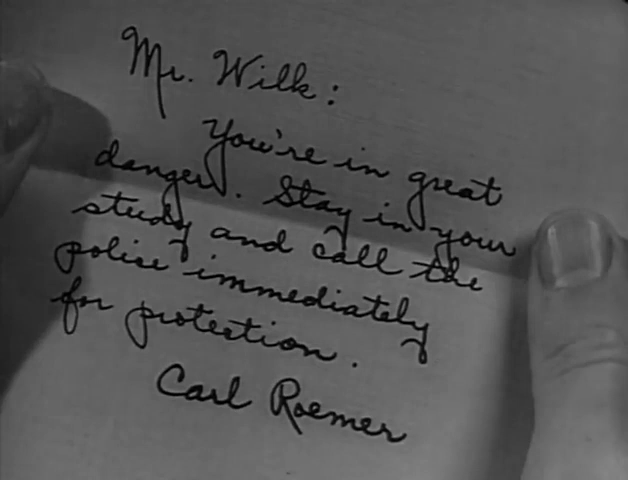 Mr. Wilk:
You're in great
danger. Stay in your
study and call the
police immediately
for protection.
Carl Roemer